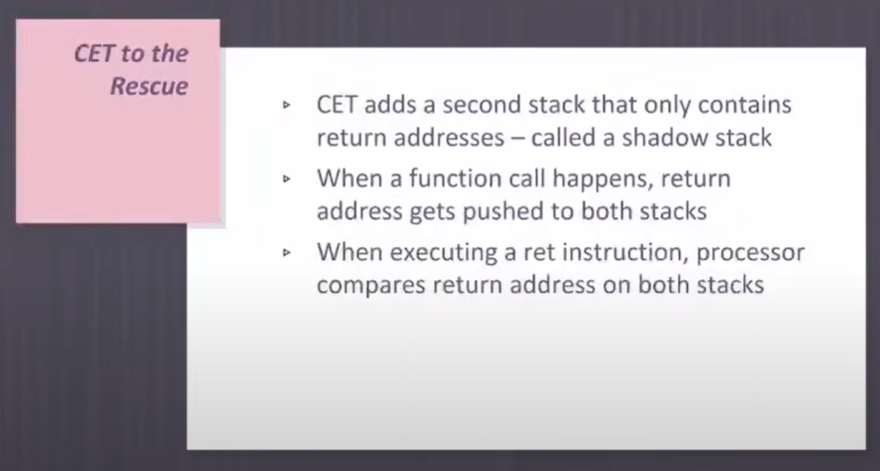 CET to the
Rescue
▹ CET adds a second stack that only contains
return addresses – called a shadow stack
▹ When a function call happens, return
address gets pushed to both stacks
▹ When executing a ret instruction, processor
compares return address on both stacks